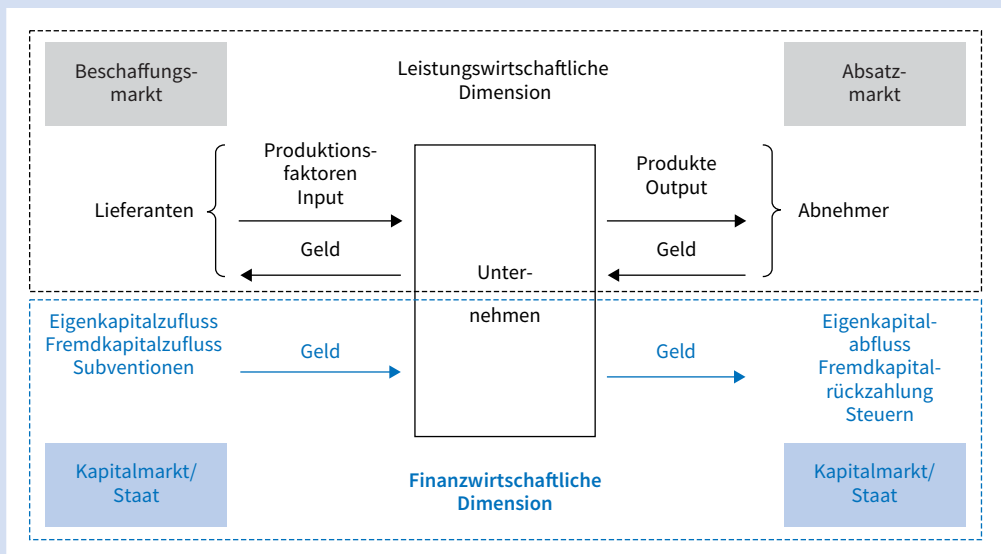 Beschaffungs-
markt
Leistungswirtschaftliche
Dimension
Absatz-
markt
Produktions-
faktoren
Input
Produkte
Output
Lieferanten
Abnehmer
Geld
Geld
Unter-
nehmen
Eigenkapitalzufluss
Fremdkapitalzufluss
Subventionen
Geld
Geld
Eigenkapital-
abfluss
Fremdkapital-
rückzahlung
Steuern
Kapitalmarkt/
Staat
Finanzwirtschaftliche
Dimension
Kapitalmarkt/
Staat